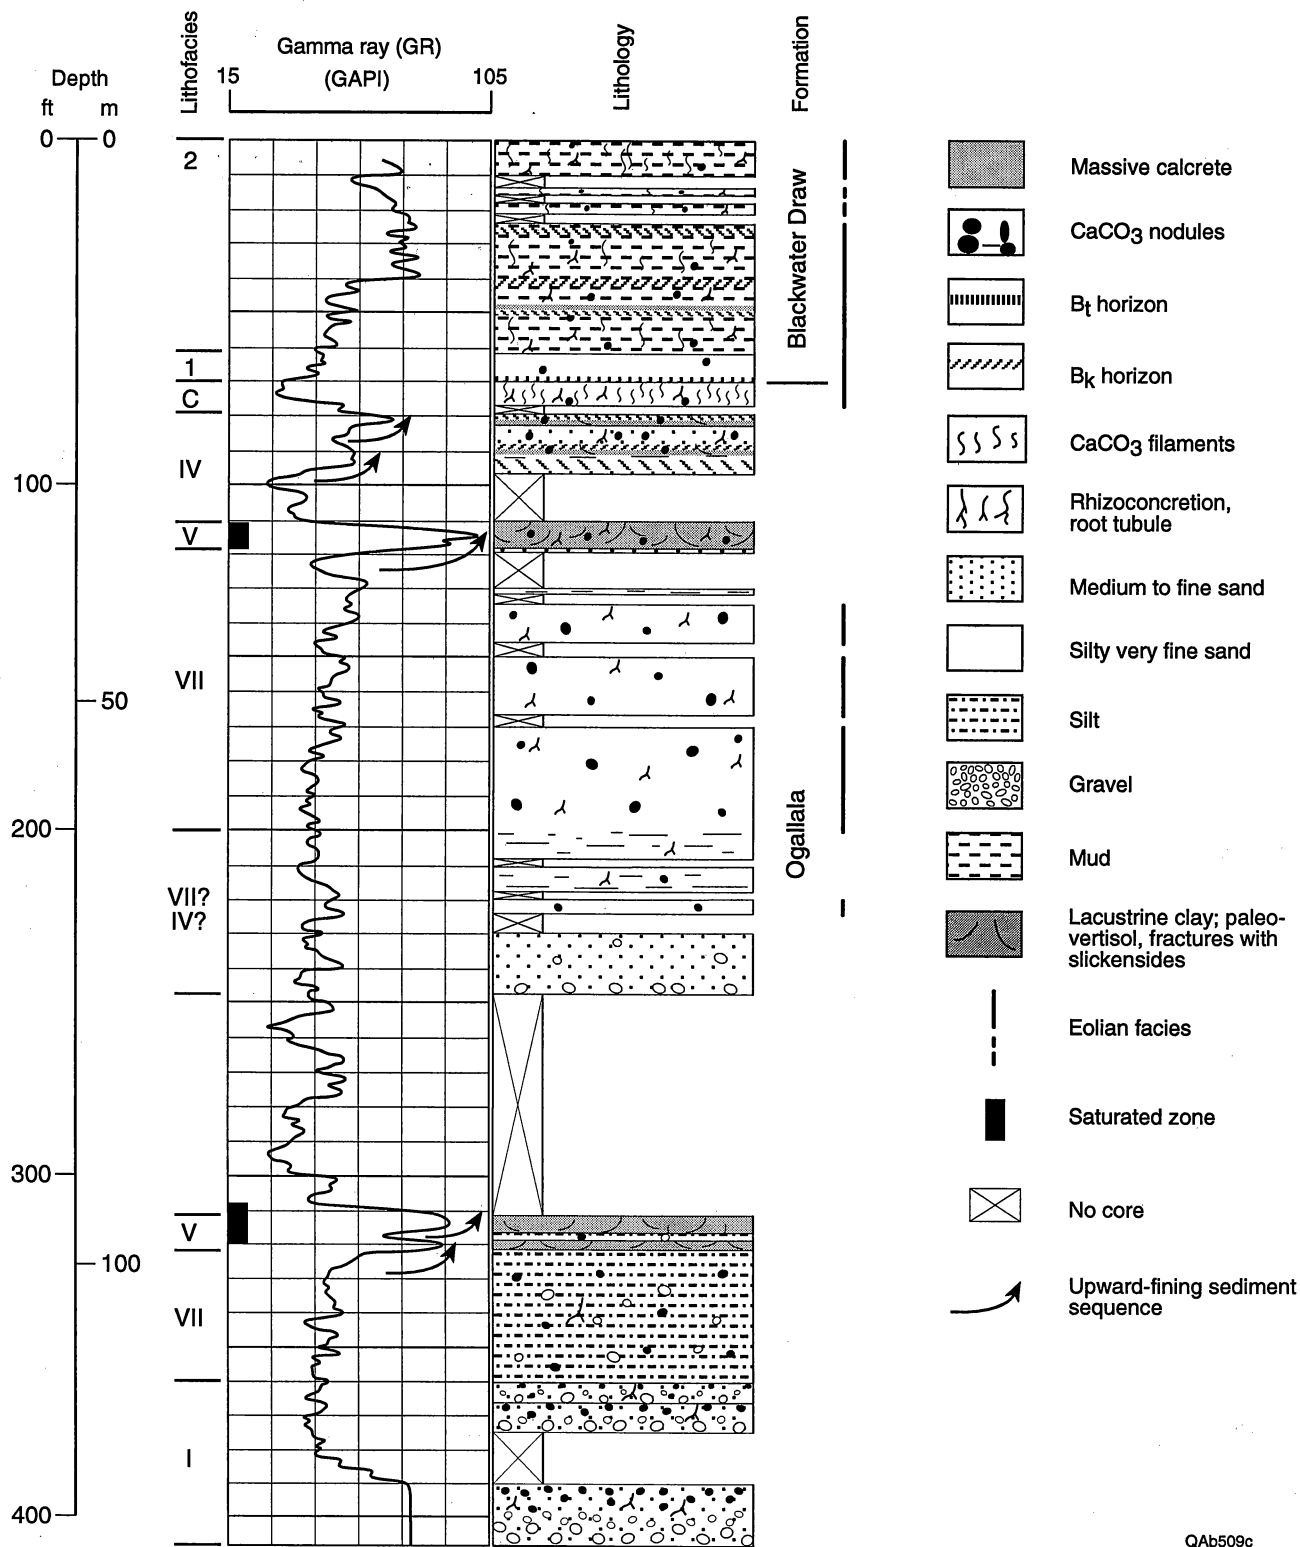 Lithofacies
Gamma ray (GR)
(GAPI)
15
105
Lithology
Formation
Depth
ft
m
0
0
2
1
C
IV
100
V
VII
50
200
VII?
IV?
300
V
100
VII
I
400
Blackwater Draw
Ogallala
Massive calcrete
CaCO3 nodules
Bt horizon
Bk horizon
CaCO3 filaments
Rhizoconcretion,
root tubule
Medium to fine sand
Silty very fine sand
Silt
Gravel
Mud
Lacustrine clay; paleo-
vertisol, fractures with
slickensides
Eolian facies
Saturated zone
No core
Upward-fining sediment
sequence
QAb509c